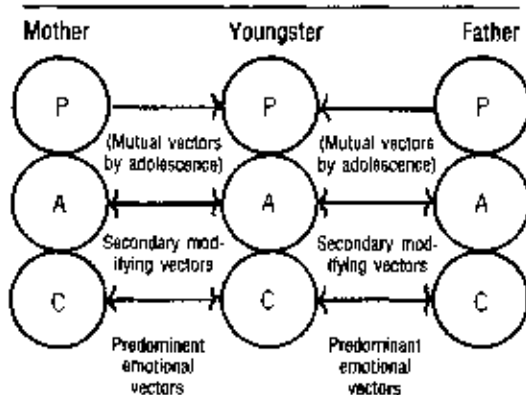 Mother Youngster Father
P P P
(Mutual vectors (Mutual vectors
by adolescence) by adolescence)
A A A
Secondary mod- Secondary mod-
ifying vectors ifying vectors
C C C
Predominent Predominant
emotional emotional
vectors vectors